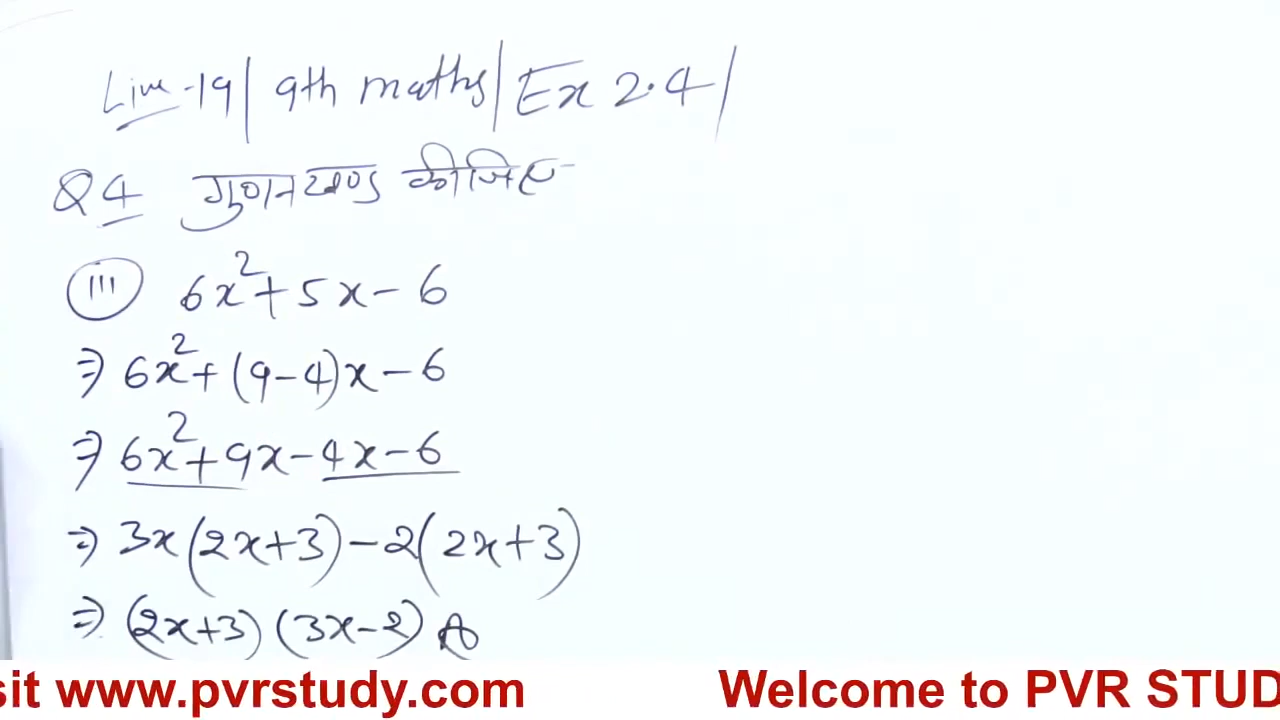 Live-19| 9th maths| Ex 2.4|
Q4 गुणनखण्ड कीजिए
(iii) 6x²+5x-6
⇒ 6x²+(9-4)x-6
⇒ 6x²+9x-4x-6
⇒ 3x(2x+3)-2(2x+3)
⇒ (2x+3)(3x-2) A
sit www.pvrstudy.com Welcome to PVR STUD